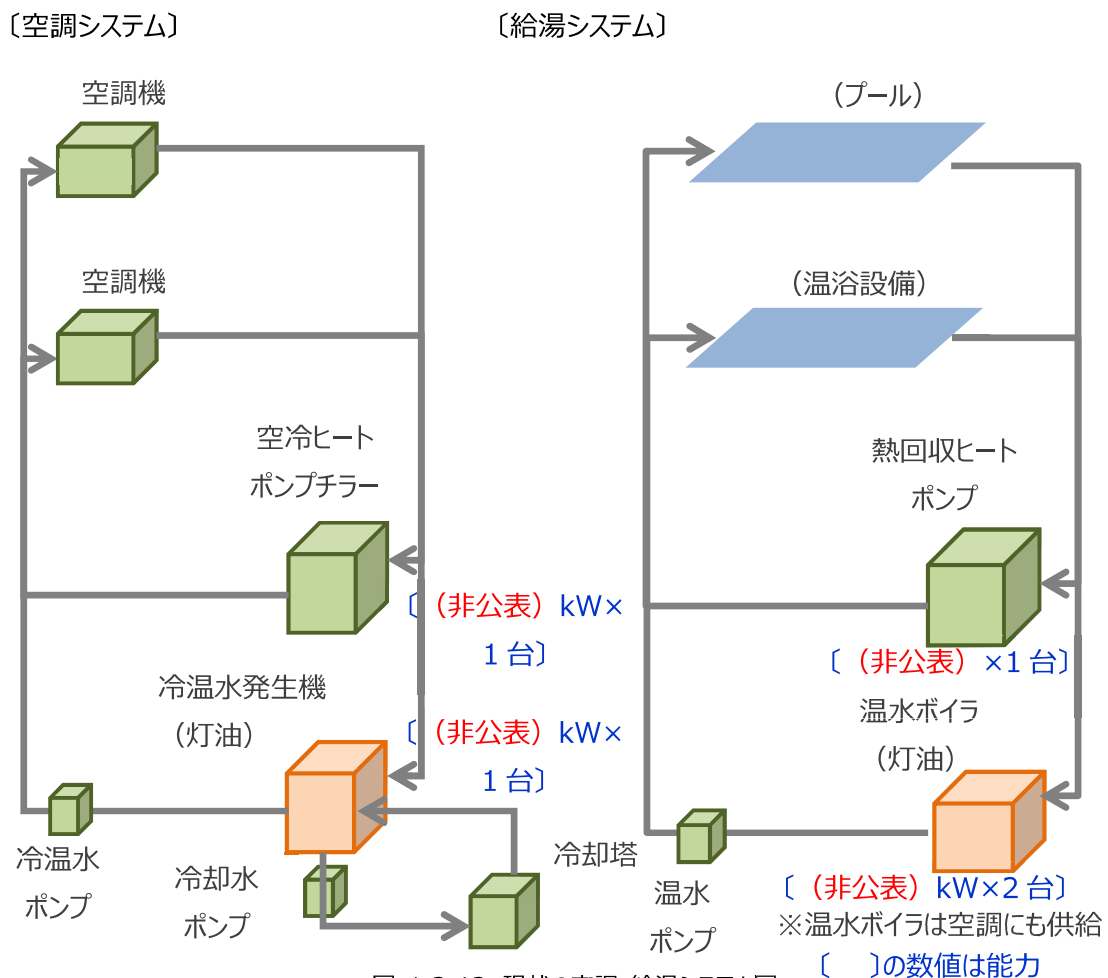 〔空調システム〕
〔給湯システム〕
空調機
（プール）
空調機
（温浴設備）
空冷ヒート
ポンプチラー
熱回収ヒート
ポンプ
〔（非公表）kW×
1 台〕
〔（非公表）×1 台〕
冷温水発生機
（灯油）
温水ボイラ
（灯油）
〔（非公表）kW×
1 台〕
冷温水
ポンプ
冷却水
ポンプ
冷却塔
温水
ポンプ
〔（非公表）kW×2 台〕
※温水ボイラは空調にも供給
〔　〕の数値は能力